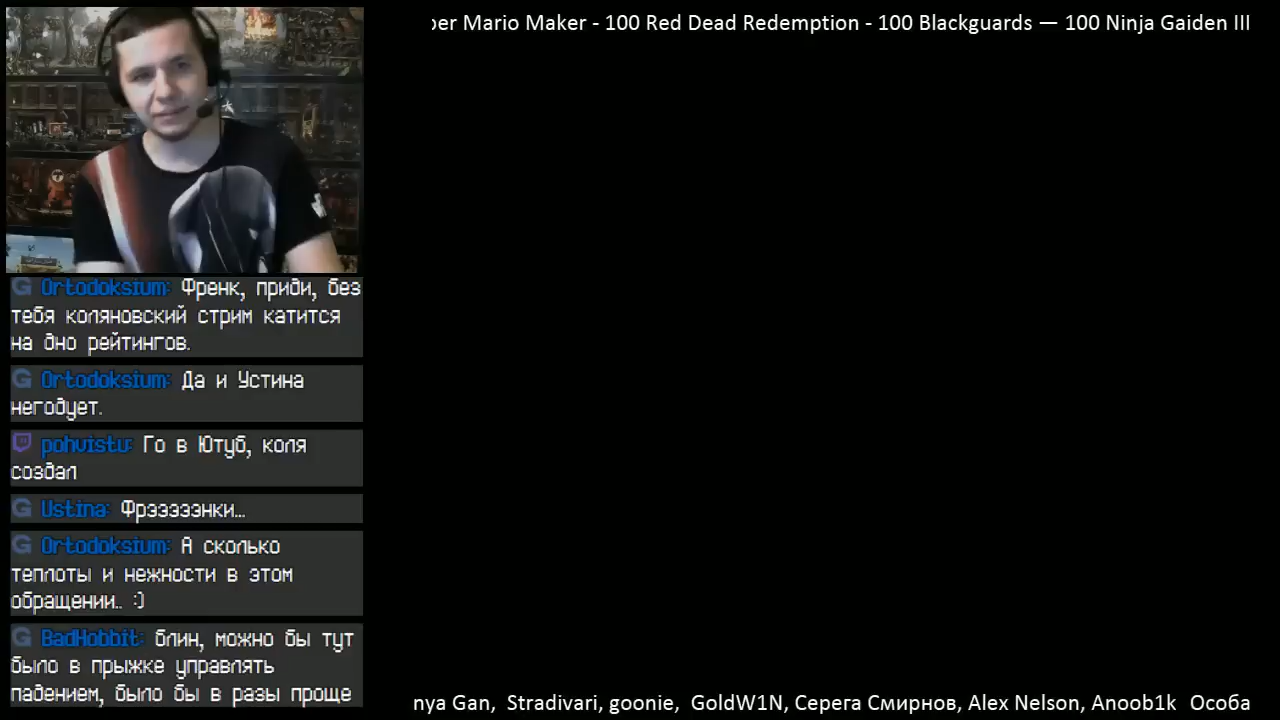 per Mario Maker - 100 Red Dead Redemption - 100 Blackguards — 100 Ninja Gaiden III
Ortodoksium: Френк, приди, без
тебя коляновский стрим катится
на дно рейтингов.
Ortodoksium: Да и Устина
негодует.
pohvistu: Го в Ютуб, коля
создал
Ustina: Фрэээээнки...
Ortodoksium: А сколько
теплоты и нежности в этом
обращении.. :)
BadHobbit: блин, можно бы тут
было в прыжке управлять
падением, было бы в разы проще
nya Gan, Stradivari, goonie, GoldW1N, Серега Смирнов, Alex Nelson, Anoob1k Особа